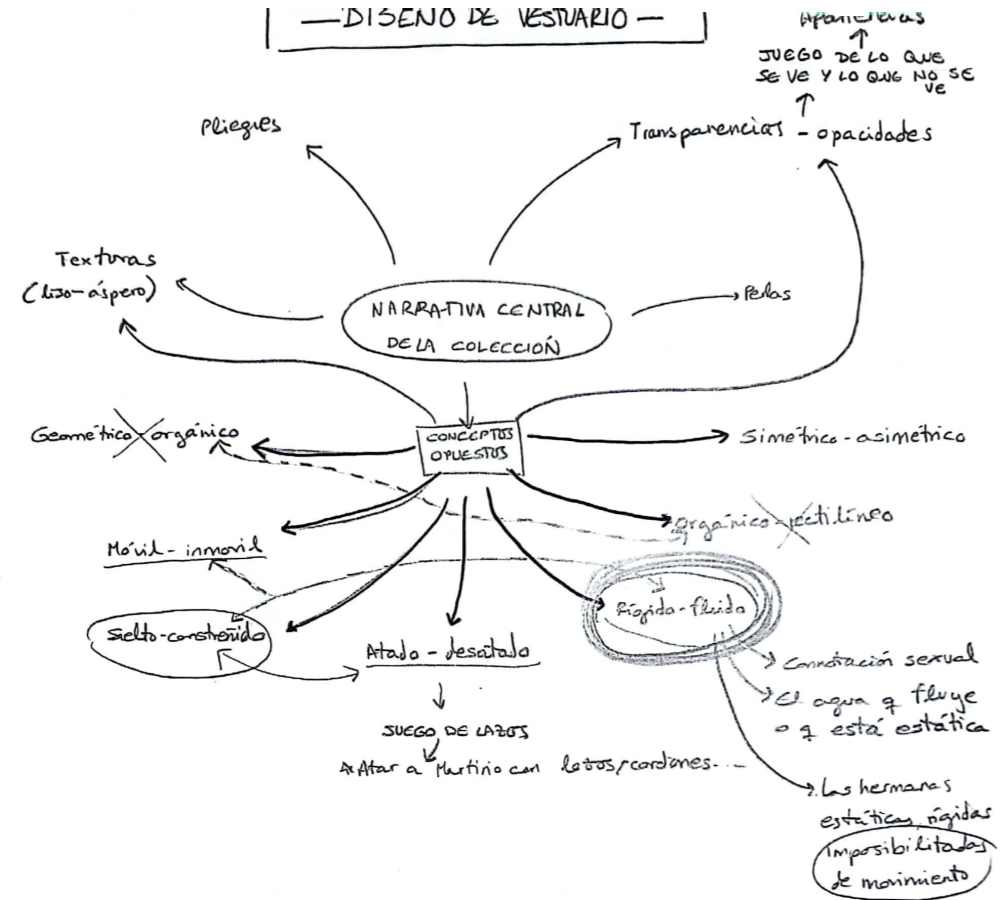 — DISEÑO DE VESTUARIO —
Apariencias
JUEGO DE LO QUE
SE VE Y LO QUE NO SE
VE
Pliegues
Transparencias - opacidades
Texturas
(liso-áspero)
NARRATIVA CENTRAL
DE LA COLECCIÓN
Perlas
Geométrico-orgánico
CONCEPTOS
OPUESTOS
Simétrico-asimétrico
Orgánico-rectilíneo
Móvil-inmovil
Rígido-fluido
Sielto-constreñido
Atado-desatado
Connotación sexual
El agua q fluye
o q está estática
JUEGO DE LAZOS
Atar a Martirio con lazos/cordones...
Las hermanas
estáticas, rígidas
Imposibilitadas
de movimiento